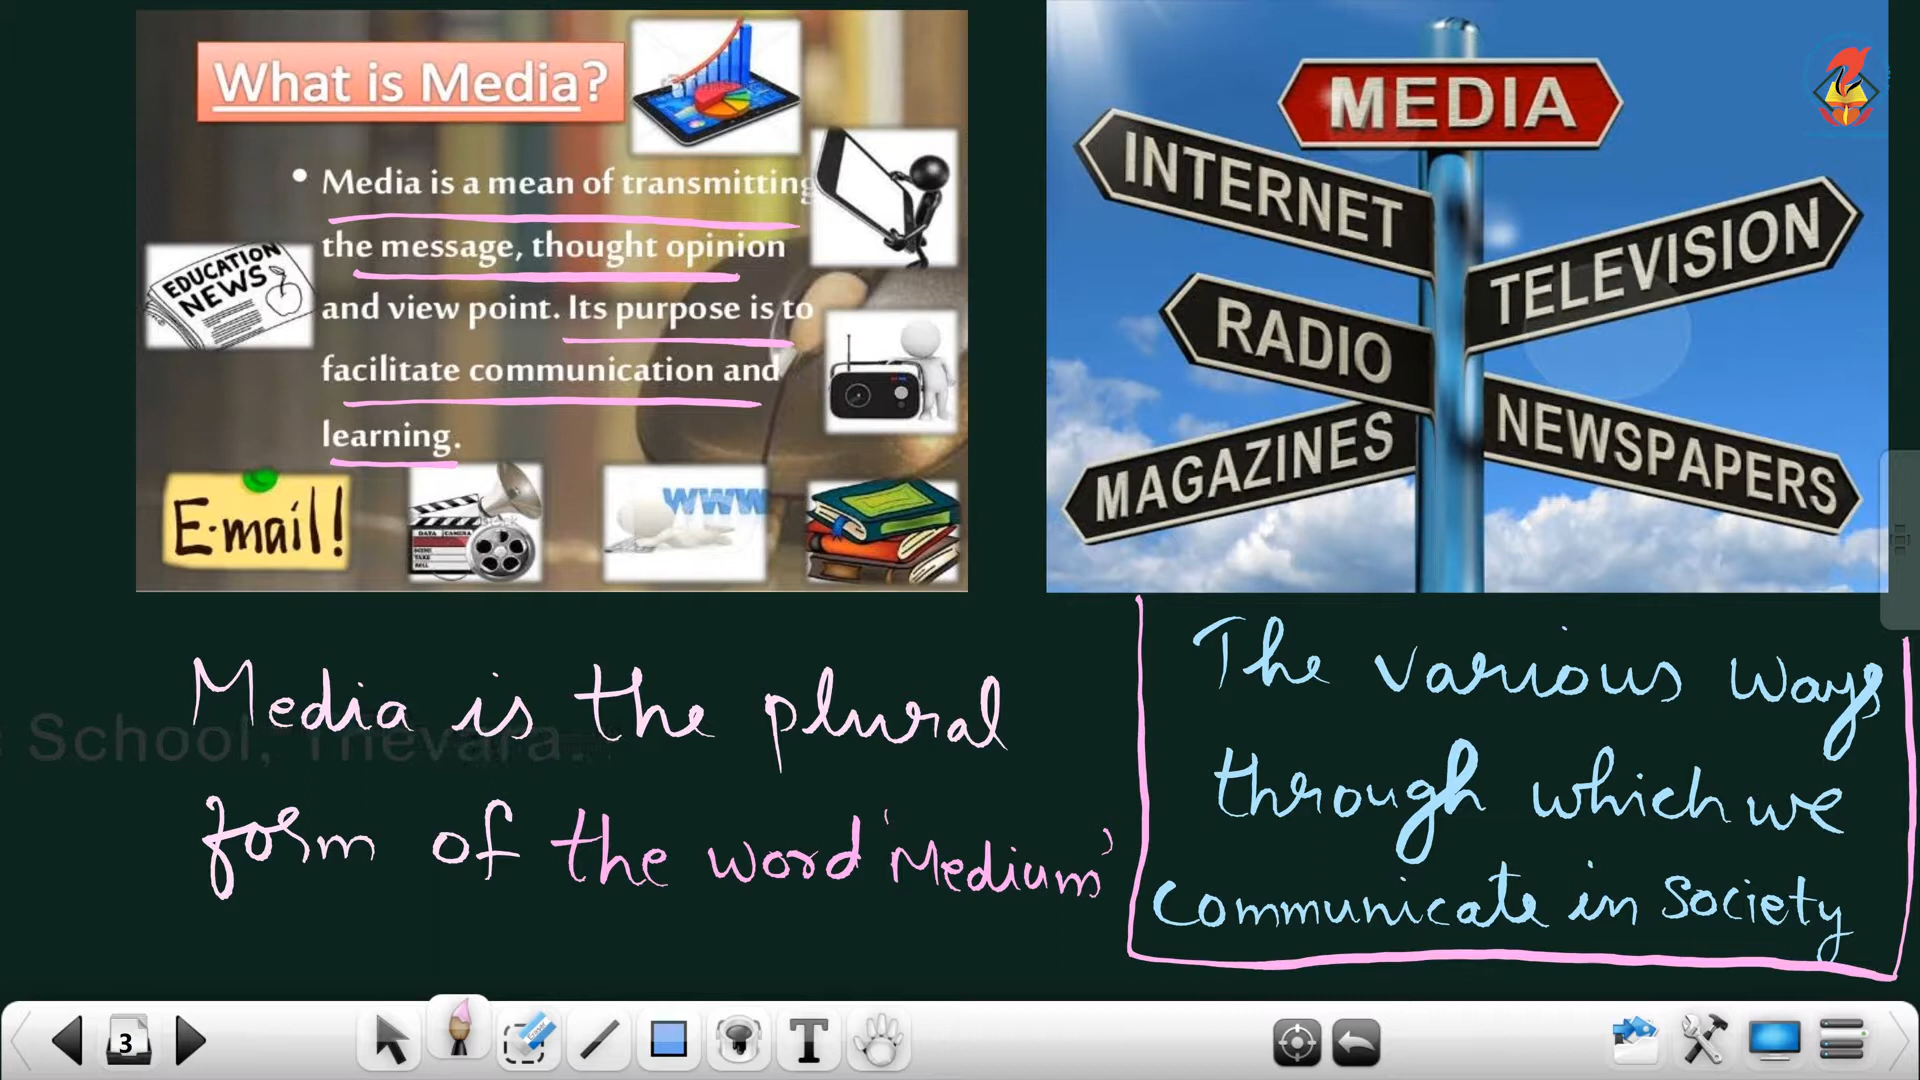 What is Media?
• Media is a mean of transmitting
the message, thought opinion
and view point. Its purpose is to
facilitate communication and
learning.
EDUCATION
NEWS
E-mail!
WWW
MEDIA
INTERNET
TELEVISION
RADIO
NEWSPAPERS
MAGAZINES
Media is the plural
form of the word 'Medium'
The various ways
through which we
communicate in society
School, Thevara.
3
T